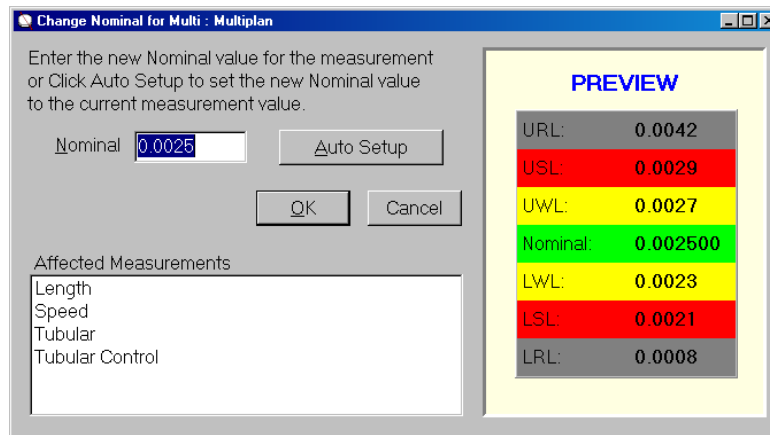 Change Nominal for Multi : Multiplan
Enter the new Nominal value for the measurement
or Click Auto Setup to set the new Nominal value
to the current measurement value.
Nominal 0.0025 Auto Setup
OK Cancel
Affected Measurements
Length
Speed
Tubular
Tubular Control
PREVIEW
URL: 0.0042
USL: 0.0029
UWL: 0.0027
Nominal: 0.002500
LWL: 0.0023
LSL: 0.0021
LRL: 0.0008